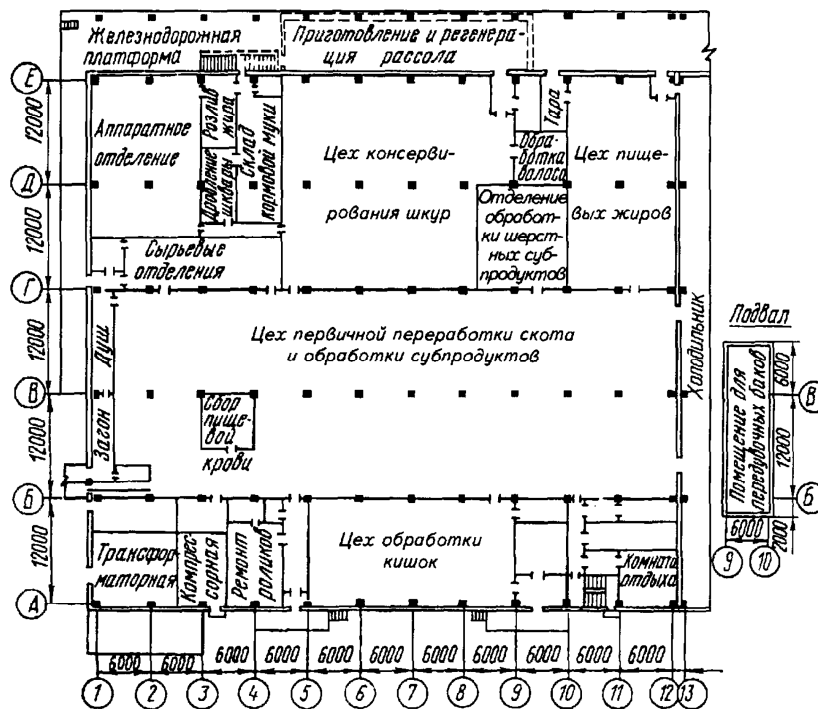 Железнодорожная
платформа
Приготовление и регенера-
ция рассола
Е
12000
Аппаратное
отделение
Розлив
жира
Дробление
шквары
Склад
кормовой муки
Цех консерви-
рования шкур
Тара
Обра-
ботка
волоса
Цех пище-
вых жиров
Д
12000
Отделение
обработ-
ки шерст-
ных суб-
продуктов
Сырьевые
отделения
Г
12000
Душ
Цех первичной переработки скота
и обработки субпродуктов
Холодильник
Подвал
Помещение для
передувочных баков
6000
В
12000
Б
2000
6000
9
10
В
12000
Загон
Сбор
пищевой
крови
Б
12000
Трансфор-
маторная
Компрес-
сорная
Ремонт
роликов
Цех обработки
кишок
Комната
отдыха
А
6000
6000
6000
6000
6000
6000
6000
6000
6000
6000
6000
1
2
3
4
5
6
7
8
9
10
11
12
13